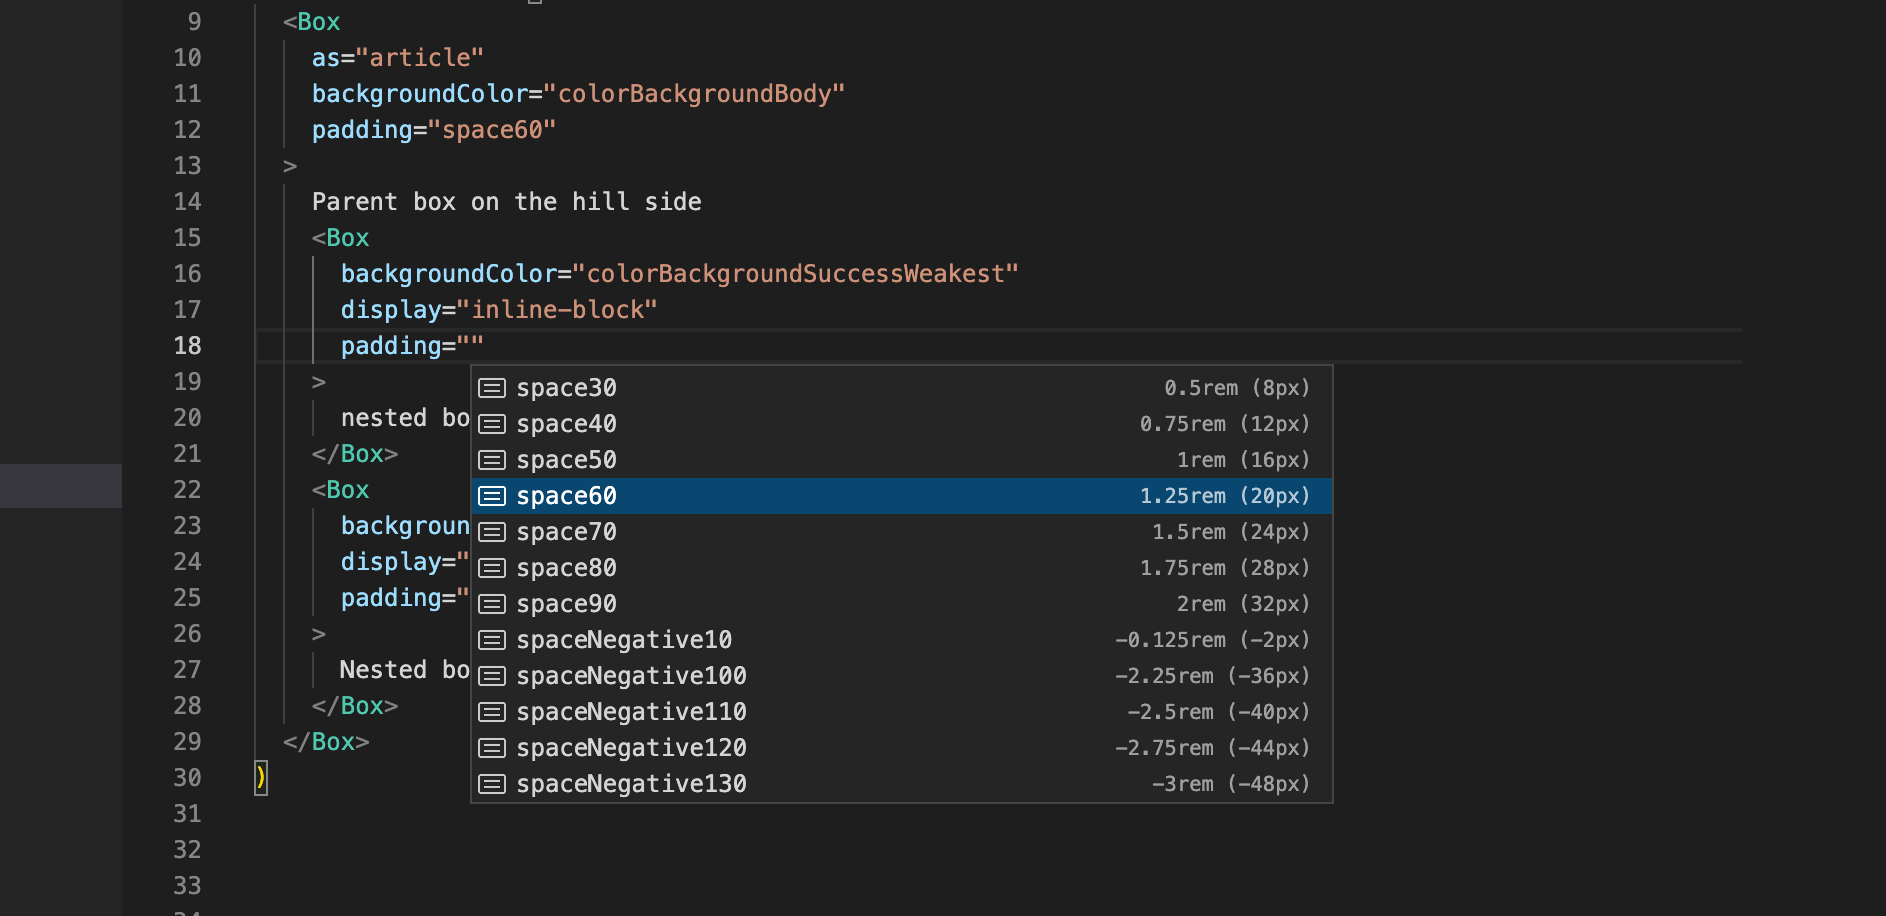 9 <Box
10 as="article"
11 backgroundColor="colorBackgroundBody"
12 padding="space60"
13 >
14 Parent box on the hill side
15 <Box
16 backgroundColor="colorBackgroundSuccessWeakest"
17 display="inline-block"
18 padding=""
19 >
space30 0.5rem (8px)
20 nested bo
space40 0.75rem (12px)
21 </Box>
space50 1rem (16px)
22 <Box
space60 1.25rem (20px)
23 backgroun
space70 1.5rem (24px)
24 display="
space80 1.75rem (28px)
25 padding="
space90 2rem (32px)
26 >
spaceNegative10 -0.125rem (-2px)
27 Nested bo
spaceNegative100 -2.25rem (-36px)
28 </Box>
spaceNegative110 -2.5rem (-40px)
29 </Box>
spaceNegative120 -2.75rem (-44px)
30 )
spaceNegative130 -3rem (-48px)
31
32
33